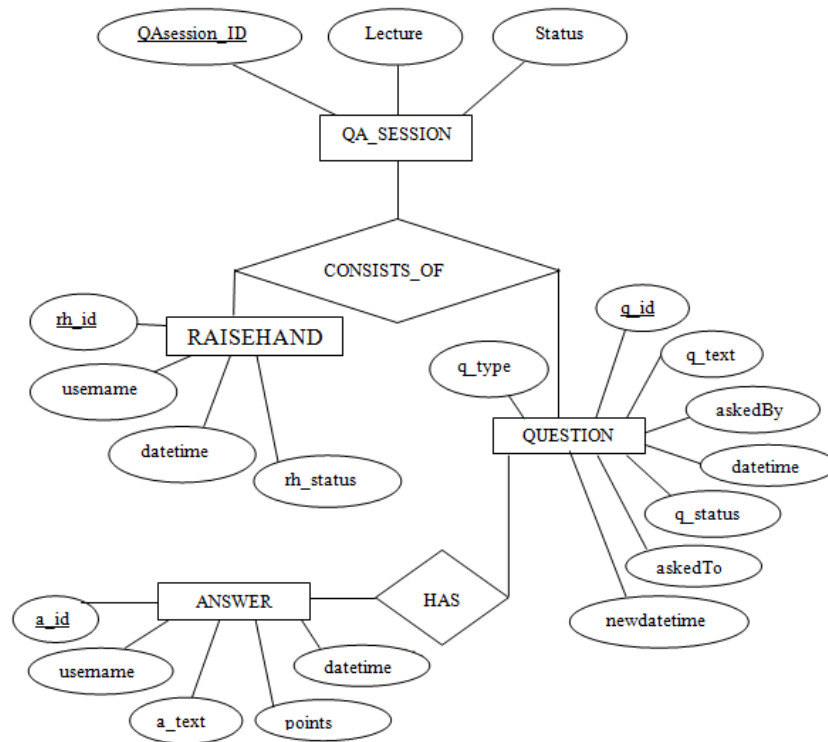 QAsession_ID
Lecture
Status
QA_SESSION
CONSISTS_OF
rh_id
RAISEHAND
username
datetime
rh_status
q_type
q_id
q_text
askedBy
QUESTION
datetime
q_status
askedTo
newdatetime
HAS
ANSWER
a_id
username
a_text
points
datetime